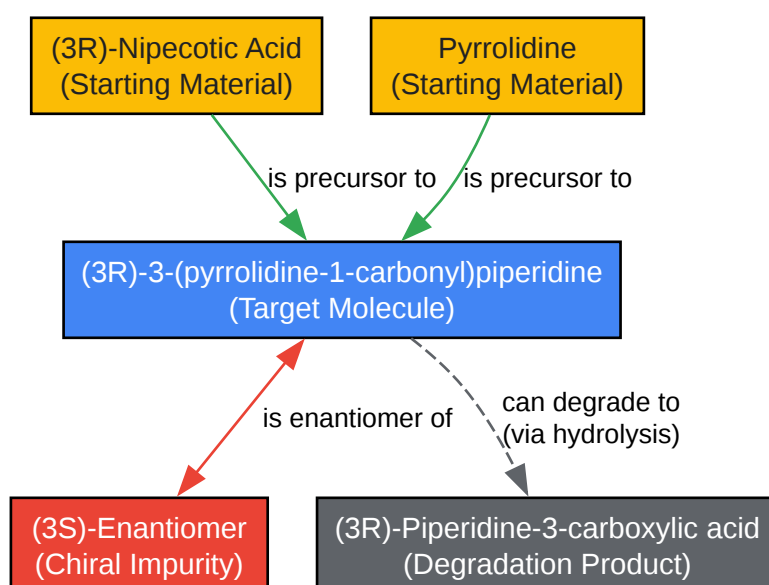 (3R)-Nipecotic Acid
(Starting Material)
Pyrrolidine
(Starting Material)
is precursor to
is precursor to
(3R)-3-(pyrrolidine-1-carbonyl)piperidine
(Target Molecule)
is enantiomer of
can degrade to
(via hydrolysis)
(3S)-Enantiomer
(Chiral Impurity)
(3R)-Piperidine-3-carboxylic acid
(Degradation Product)